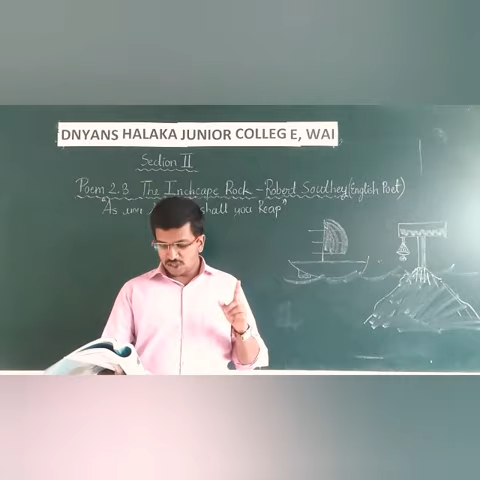 DNYANS HALAKA JUNIOR COLLEG E, WAI
Section II
Poem 2.3 The Inchcape Rock - Robert Southey (English Poet)
"As shall you Reap"